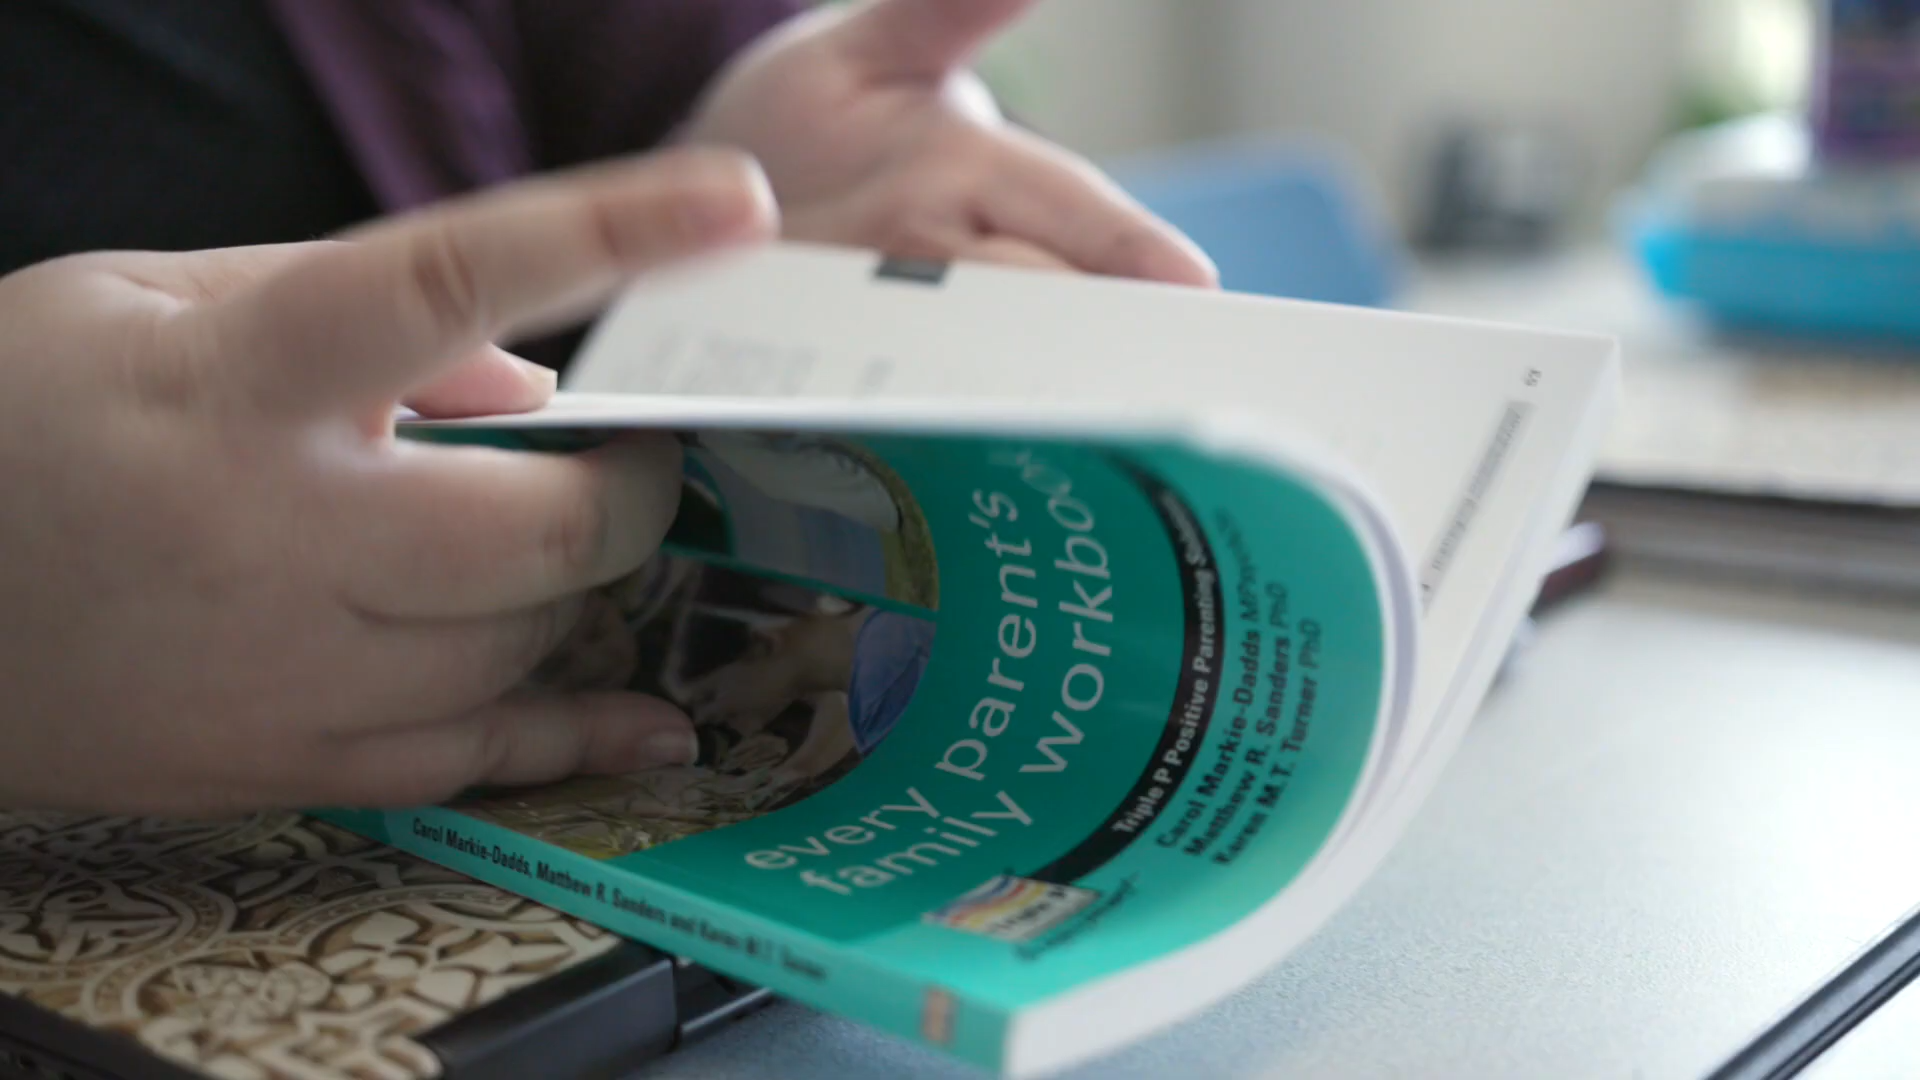 every parent's
family workbook
Triple P Positive Parenting
Carol Markie-Dadds
Matthew R. Sanders PhD
Karen M.T. Turner PhD
Carol Markie-Dadds, Matthew R. Sanders and Karen M.T. Turner